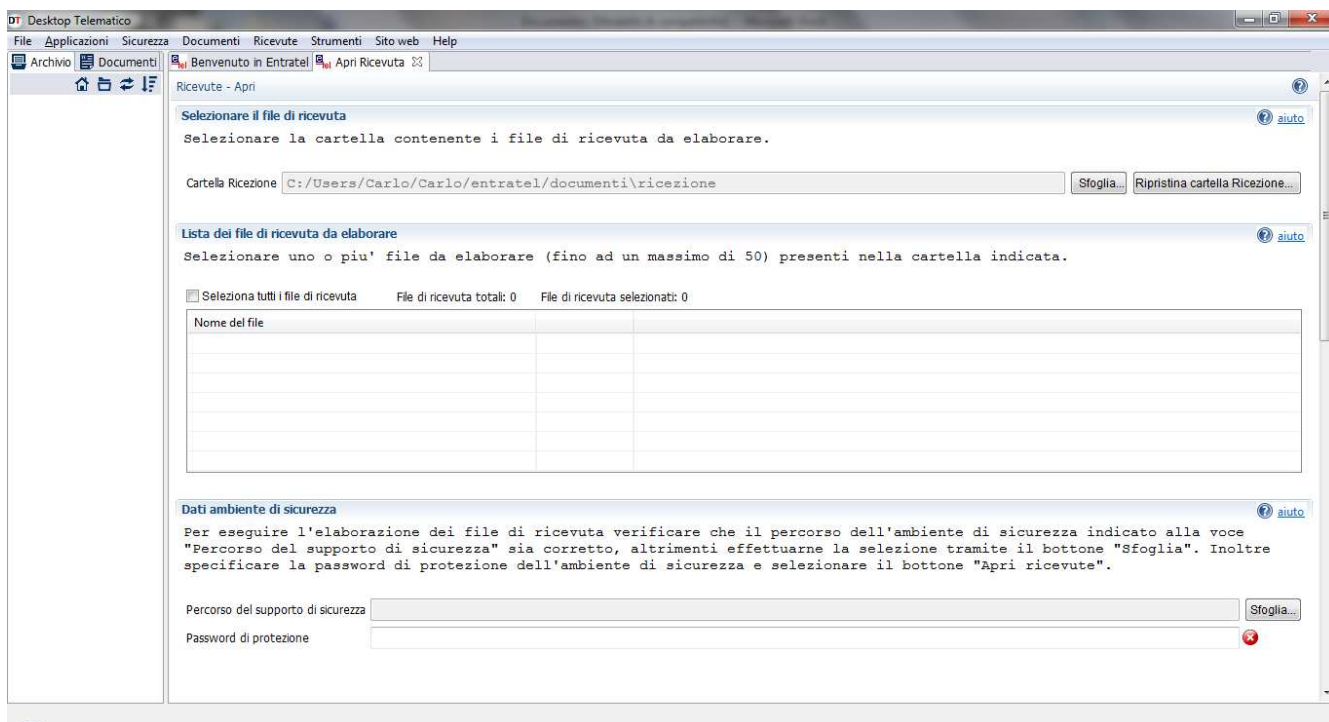 DT Desktop Telematico
File Applicazioni Sicurezza Documenti Ricevute Strumenti Sito web Help
Archivio Documenti Benvenuto in Entratel Apri Ricevuta
Ricevute - Apri
Selezionare il file di ricevuta aiuto
Selezionare la cartella contenente i file di ricevuta da elaborare.
Cartella Ricezione C:/Users/Carlo/Carlo/entratel/documenti\ricezione Sfoglia... Ripristina cartella Ricezione...
Lista dei file di ricevuta da elaborare aiuto
Selezionare uno o piu' file da elaborare (fino ad un massimo di 50) presenti nella cartella indicata.
Seleziona tutti i file di ricevuta File di ricevuta totali: 0 File di ricevuta selezionati: 0
Nome del file
Dati ambiente di sicurezza aiuto
Per eseguire l'elaborazione dei file di ricevuta verificare che il percorso dell'ambiente di sicurezza indicato alla voce
"Percorso del supporto di sicurezza" sia corretto, altrimenti effettuarne la selezione tramite il bottone "Sfoglia". Inoltre
specificare la password di protezione dell'ambiente di sicurezza e selezionare il bottone "Apri ricevute".
Percorso del supporto di sicurezza Sfoglia...
Password di protezione